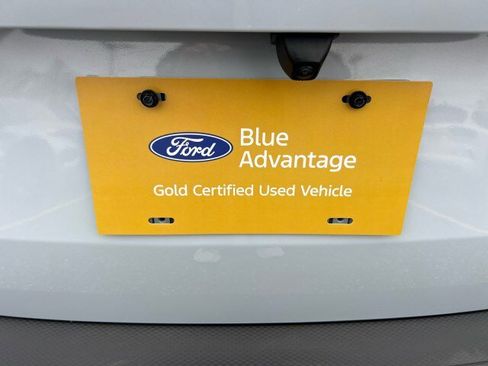 Ford
Blue
Advantage
Gold Certified Used Vehicle